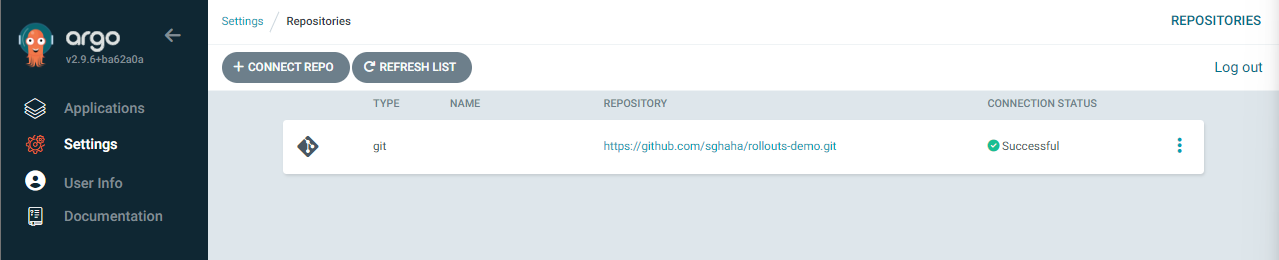 argo
v2.9.6+ba62a0a
Applications
Settings
User Info
Documentation
Settings / Repositories
REPOSITORIES
+ CONNECT REPO
REFRESH LIST
Log out
TYPE NAME REPOSITORY CONNECTION STATUS
git https://github.com/sghaha/rollouts-demo.git Successful